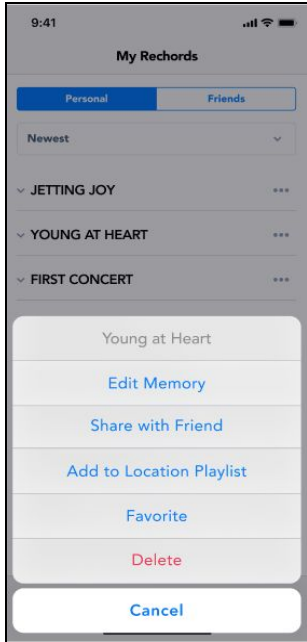 9:41
My Rechords
Personal Friends
Newest
JETTING JOY
YOUNG AT HEART
FIRST CONCERT
Young at Heart
Edit Memory
Share with Friend
Add to Location Playlist
Favorite
Delete
Cancel